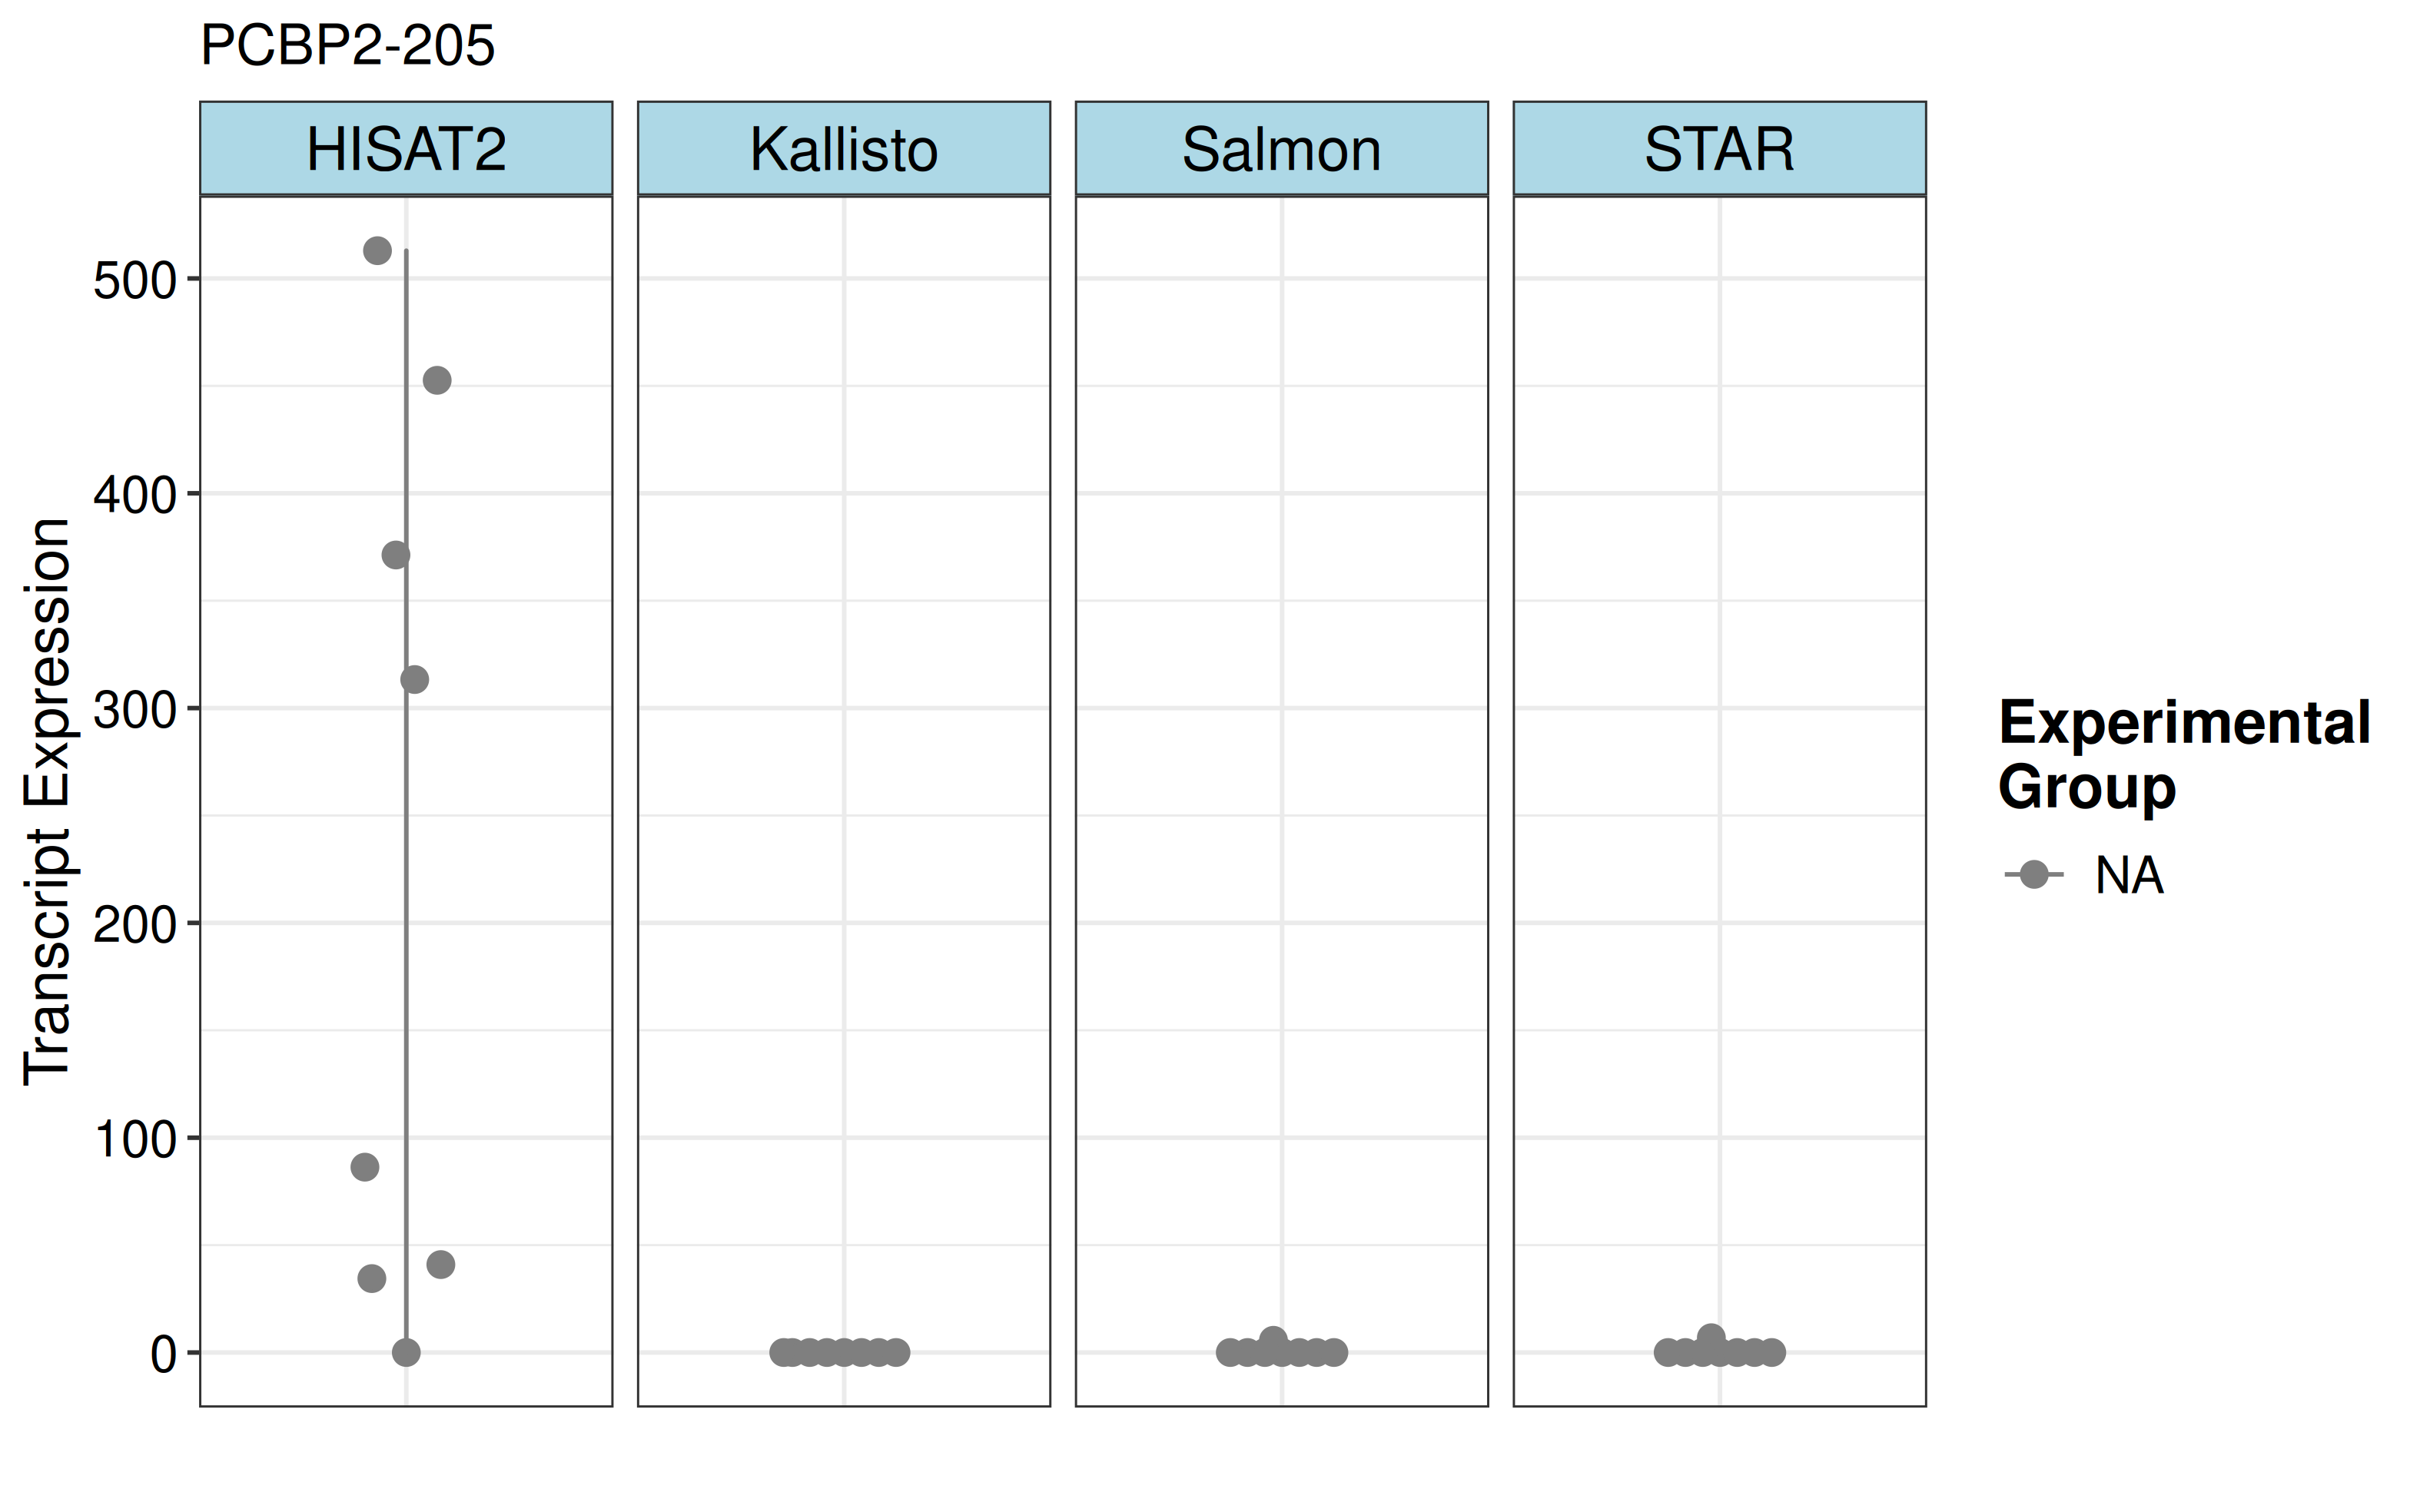 PCBP2-205
HISAT2 Kallisto Salmon STAR
Transcript Expression
500
400
300
200
100
0
Experimental
Group
NA